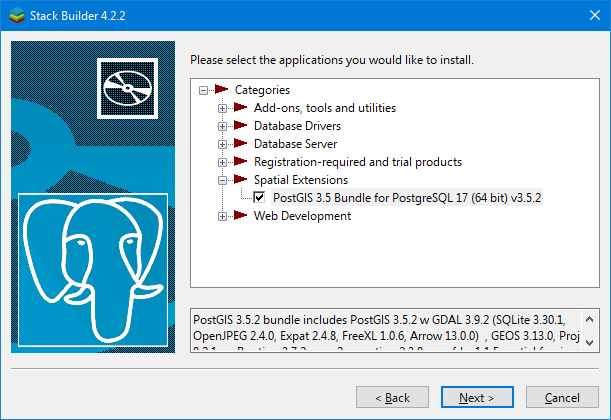 Stack Builder 4.2.2
Please select the applications you would like to install.
Categories
Add-ons, tools and utilities
Database Drivers
Database Server
Registration-required and trial products
Spatial Extensions
PostGIS 3.5 Bundle for PostgreSQL 17 (64 bit) v3.5.2
Web Development
PostGIS 3.5.2 bundle includes PostGIS 3.5.2 w GDAL 3.9.2 (SQLite 3.30.1,
OpenJPEG 2.4.0, Expat 2.4.8, FreeXL 1.0.6, Arrow 13.0.0) , GEOS 3.13.0, Proj
< Back
Next >
Cancel